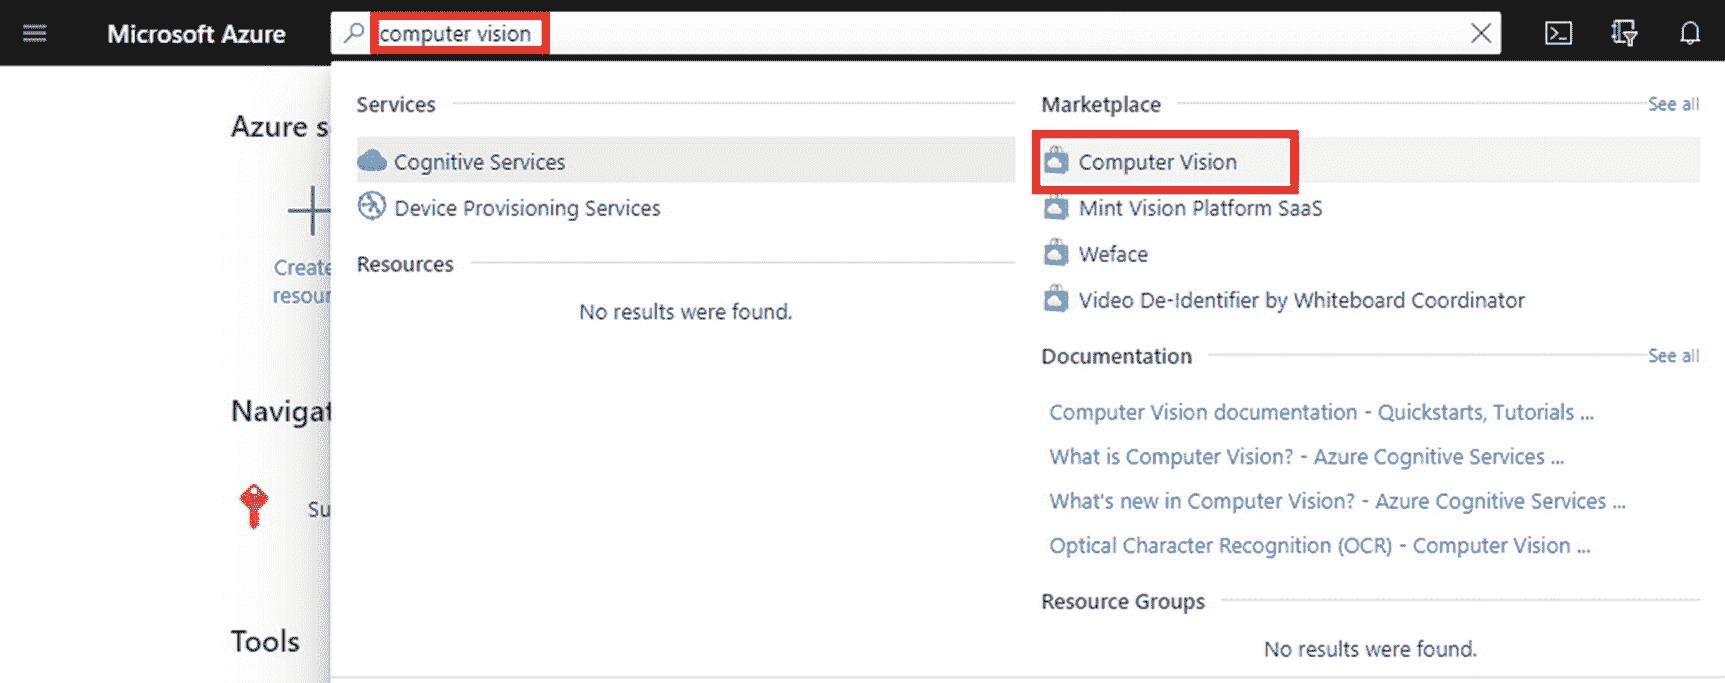 Microsoft Azure
computer vision
Azure s
Create
resour
Navigat
Su
Tools
Services
Cognitive Services
Device Provisioning Services
Resources
No results were found.
Marketplace
See all
Computer Vision
Mint Vision Platform SaaS
Weface
Video De-Identifier by Whiteboard Coordinator
Documentation
See all
Computer Vision documentation - Quickstarts, Tutorials ...
What is Computer Vision? - Azure Cognitive Services ...
What's new in Computer Vision? - Azure Cognitive Services ...
Optical Character Recognition (OCR) - Computer Vision ...
Resource Groups
No results were found.